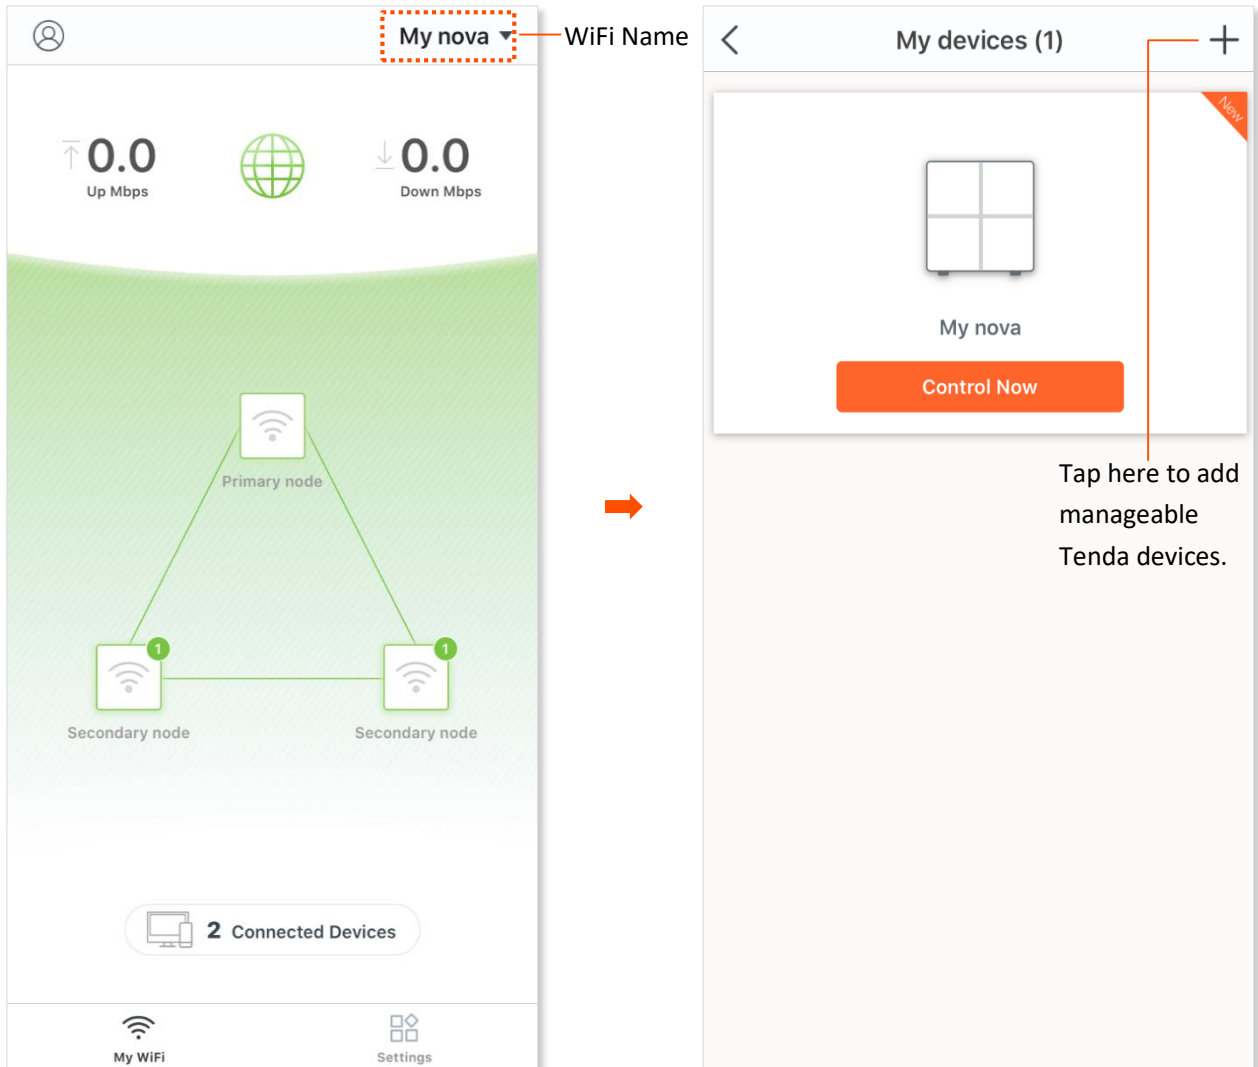 My nova
WiFi Name
0.0
Up Mbps
0.0
Down Mbps
Primary node
1
1
Secondary node
Secondary node
2 Connected Devices
My WiFi
Settings
My devices (1)
New
My nova
Control Now
Tap here to add
manageable
Tenda devices.